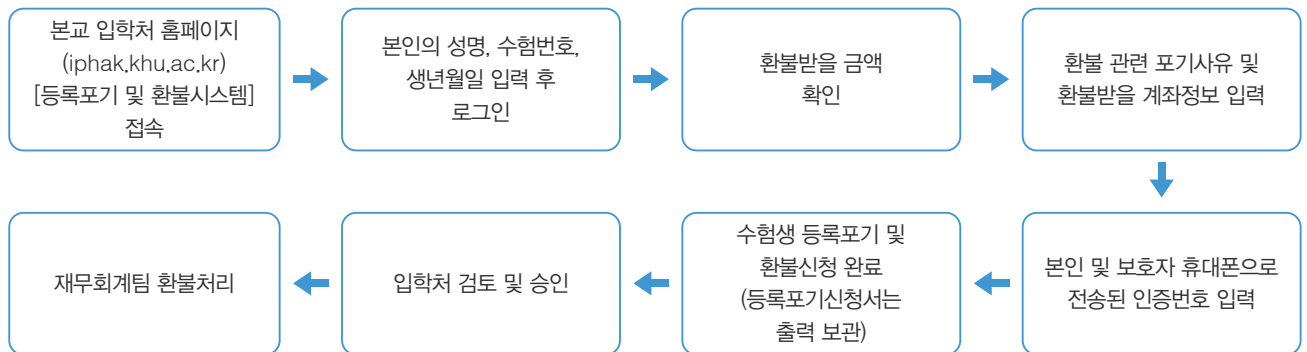 본교 입학처 홈페이지
(iphak.khu.ac.kr)
[등록포기 및 환불시스템]
접속
본인의 성명, 수험번호,
생년월일 입력 후
로그인
환불받을 금액
확인
환불 관련 포기사유 및
환불받을 계좌정보 입력
본인 및 보호자 휴대폰으로
전송된 인증번호 입력
수험생 등록포기 및
환불신청 완료
(등록포기신청서는
출력 보관)
입학처 검토 및 승인
재무회계팀 환불처리